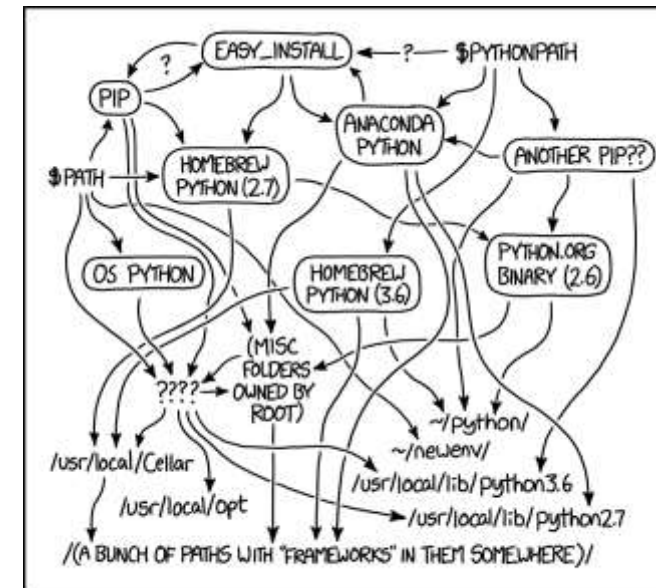 EASY_INSTALL
?
$PYTHONPATH
?
PIP
ANACONDA
PYTHON
ANOTHER PIP??
HOMEBREW
PYTHON (2.7)
$PATH
PYTHON.ORG
BINARY (2.6)
OS PYTHON
HOMEBREW
PYTHON (3.6)
(MISC
FOLDERS
OWNED BY
ROOT)
????
~/python/
~/newenv/
/usr/local/Cellar
/usr/local/lib/python3.6
/usr/local/opt
/usr/local/lib/python2.7
/(A BUNCH OF PATHS WITH "FRAMEWORKS" IN THEM SOMEWHERE)/